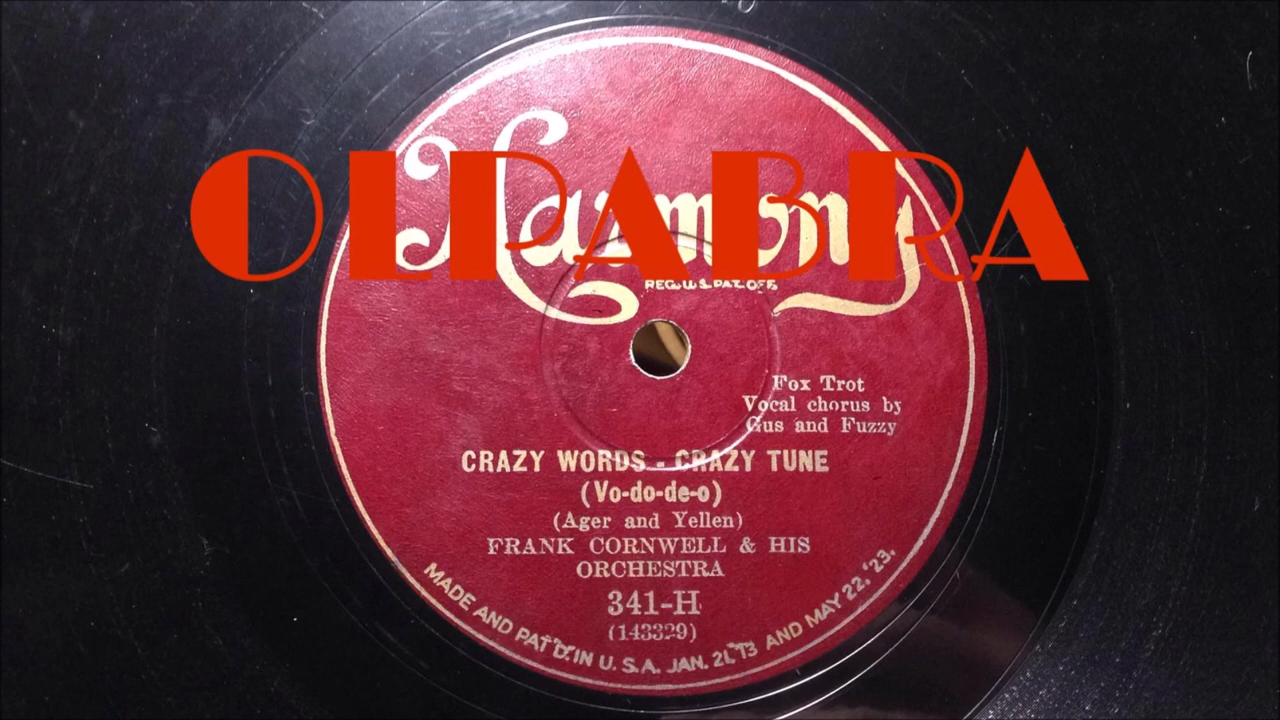 OLPABRA
Harmony
REG. U.S. PAT. OFF.
Fox Trot
Vocal chorus by
Gus and Fuzzy
CRAZY WORDS - CRAZY TUNE
(Vo-do-de-o)
(Ager and Yellen)
FRANK CORNWELL & HIS
ORCHESTRA
341-H
(143329)
MADE AND PAT'D. IN U.S.A. JAN. 21, '13 AND MAY 22, '23.